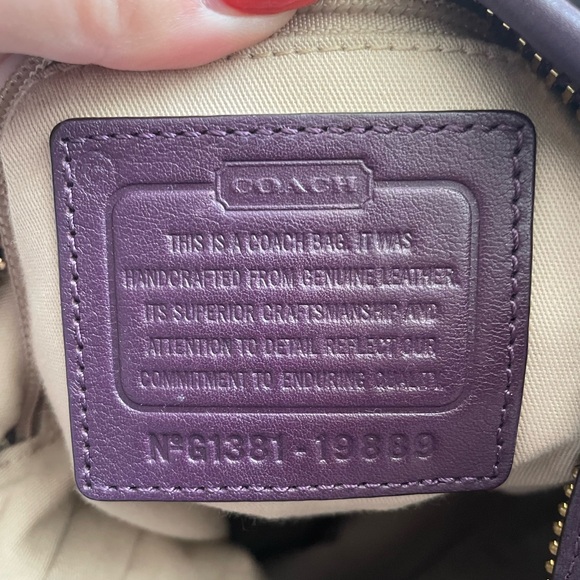 COACH
THIS IS A COACH BAG. IT WAS
HANDCRAFTED FROM GENUINE LEATHER.
ITS SUPERIOR CRAFTSMANSHIP AND
ATTENTION TO DETAIL REFLECT OUR
COMMITMENT TO ENDURING QUALITY.
Nº G1381-19889